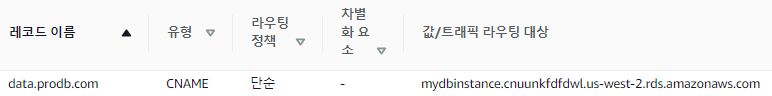 레코드 이름 ▲
유형 ▽
라우팅
정책 ▽
차별
화 요
소 ▽
값/트래픽 라우팅 대상
data.prodb.com CNAME 단순 - mydbinstance.cnuunkfdfdwl.us-west-2.rds.amazonaws.com